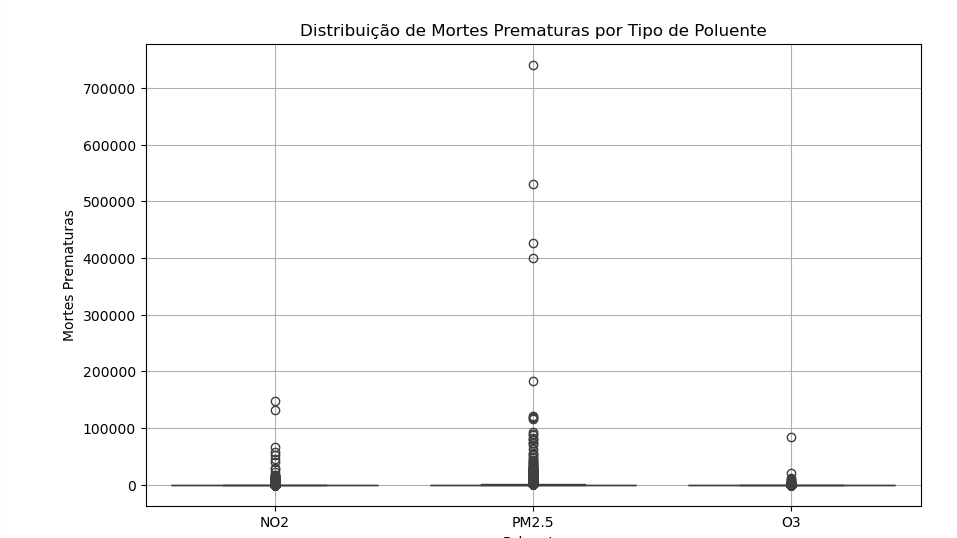 Distribuição de Mortes Prematuras por Tipo de Poluente
Mortes Prematuras
700000
600000
500000
400000
300000
200000
100000
0
NO2 PM2.5 O3